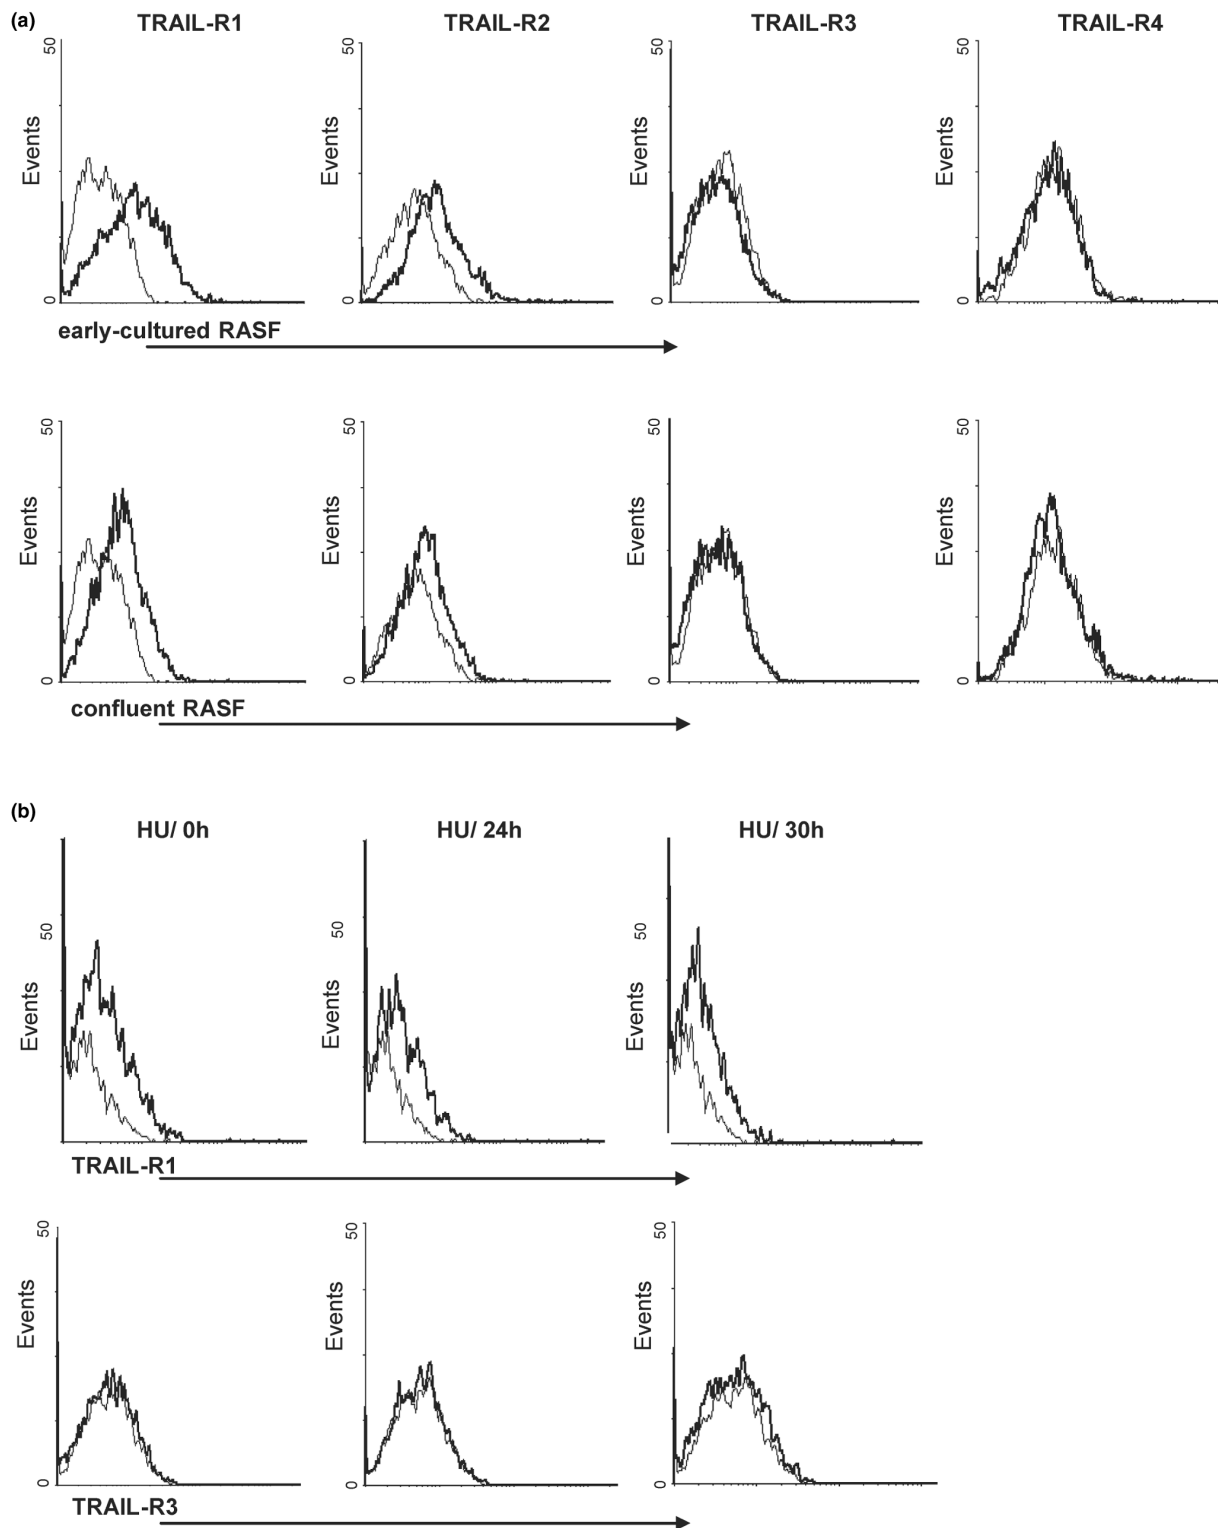 (a)
TRAIL-R1 TRAIL-R2 TRAIL-R3 TRAIL-R4
50 50 50 50
Events Events Events Events
0 0 0 0
early-cultured RASF
50 50 50 50
Events Events Events Events
0 0 0 0
confluent RASF
(b)
HU/ 0h HU/ 24h HU/ 30h
50 50 50
Events Events Events
TRAIL-R1
50 50 50
Events Events Events
0 0 0
TRAIL-R3